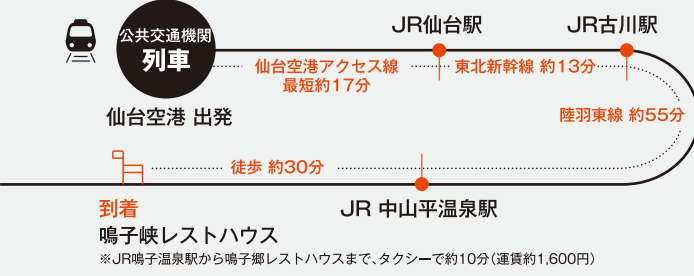 公共交通機関
列車
仙台空港 出発
仙台空港アクセス線
最短約17分
JR仙台駅
東北新幹線 約13分
JR古川駅
陸羽東線 約55分
JR 中山平温泉駅
徒歩 約30分
到着
鳴子峡レストハウス
※JR鳴子温泉駅から鳴子郷レストハウスまで、タクシーで約10分（運賃約1,600円）